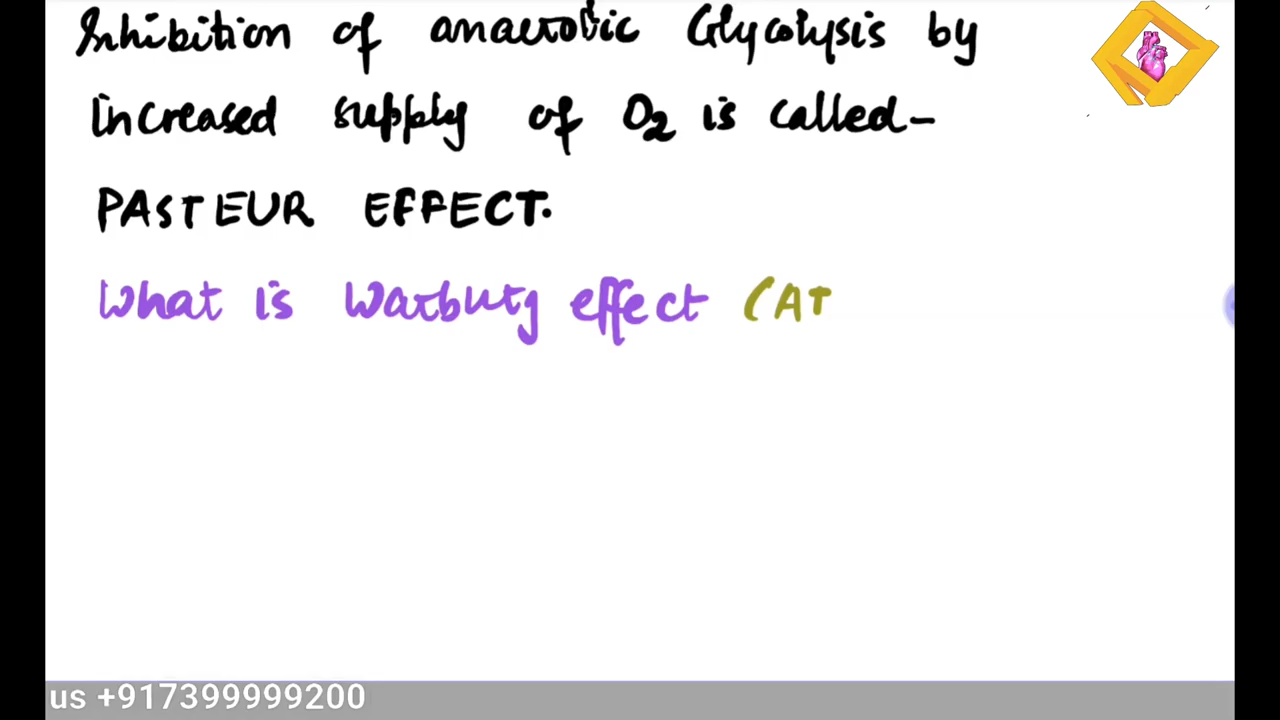 Inhibition of anaerobic Glycolysis by
increased supply of O2 is called-
PASTEUR EFFECT.
What is Warburg effect (AT
us +917399999200